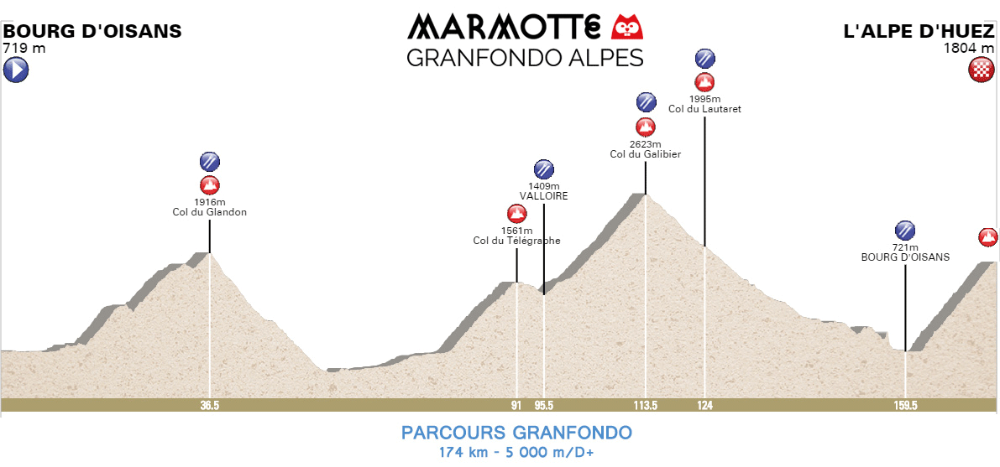 BOURG D'OISANS
719 m
MARMOTTE
GRANFONDO ALPES
L'ALPE D'HUEZ
1804 m
1995m
Col du Lautaret
2623m
Col du Galibier
1409m
VALLOIRE
1916m
Col du Glandon
1561m
Col du Télégraphe
721m
BOURG D'OISANS
36.5 91 95.5 113.5 124 159.5
PARCOURS GRANFONDO
174 km - 5 000 m/D+